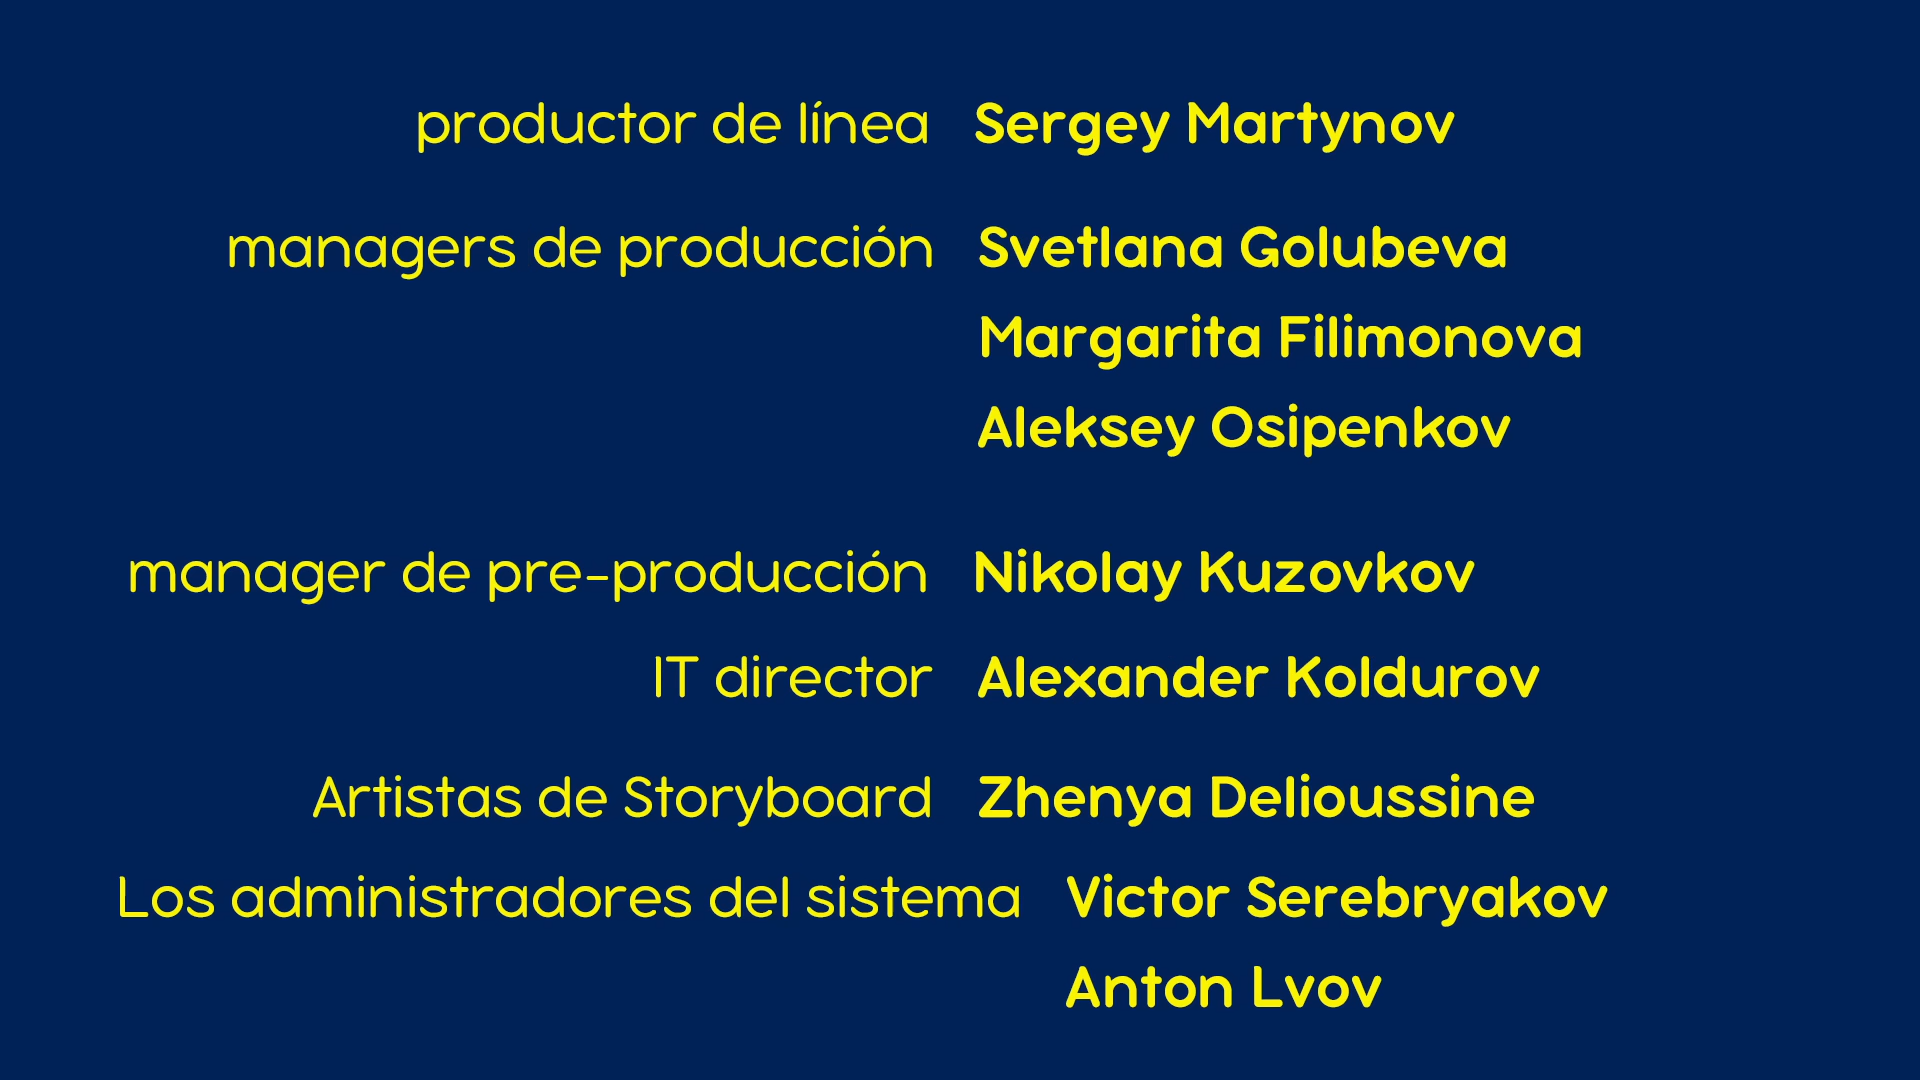 productor de línea Sergey Martynov
managers de producción Svetlana Golubeva
Margarita Filimonova
Aleksey Osipenkov
manager de pre-producción Nikolay Kuzovkov
IT director Alexander Koldurov
Artistas de Storyboard Zhenya Delioussine
Los administradores del sistema Victor Serebryakov
Anton Lvov